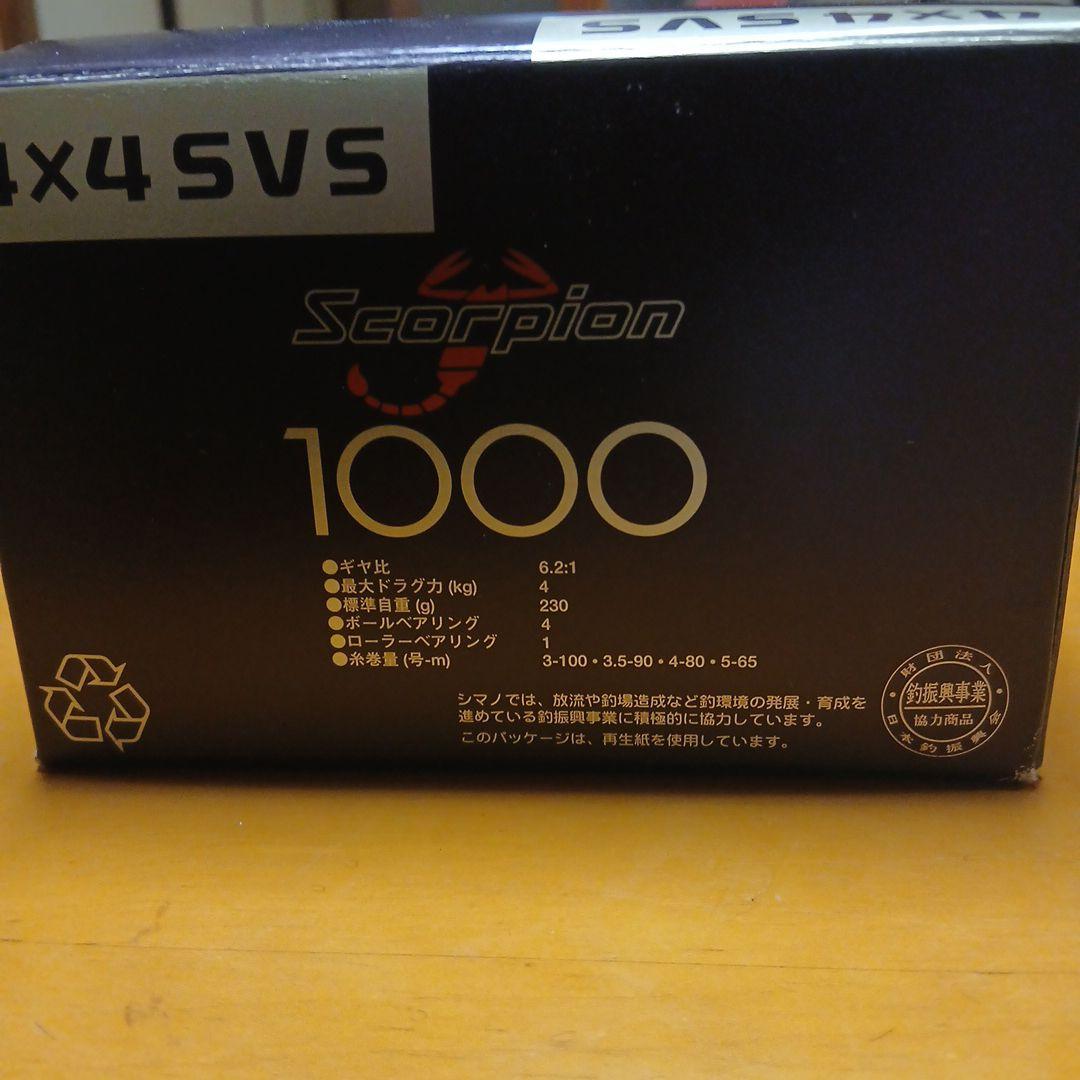 4×4 SVS
4×4 SVS
Scorpion
1000
●ギヤ比 6.2:1
●最大ドラグ力 (kg) 4
●標準自重 (g) 230
●ボールベアリング 4
●ローラーベアリング 1
●糸巻量 (号-m) 3-100・3.5-90・4-80・5-65
シマノでは、放流や釣場造成など釣環境の発展・育成を
進めている釣振興事業に積極的に協力しています。
このパッケージは、再生紙を使用しています。
財団法人
釣振興事業
協力商品
日本釣振興会